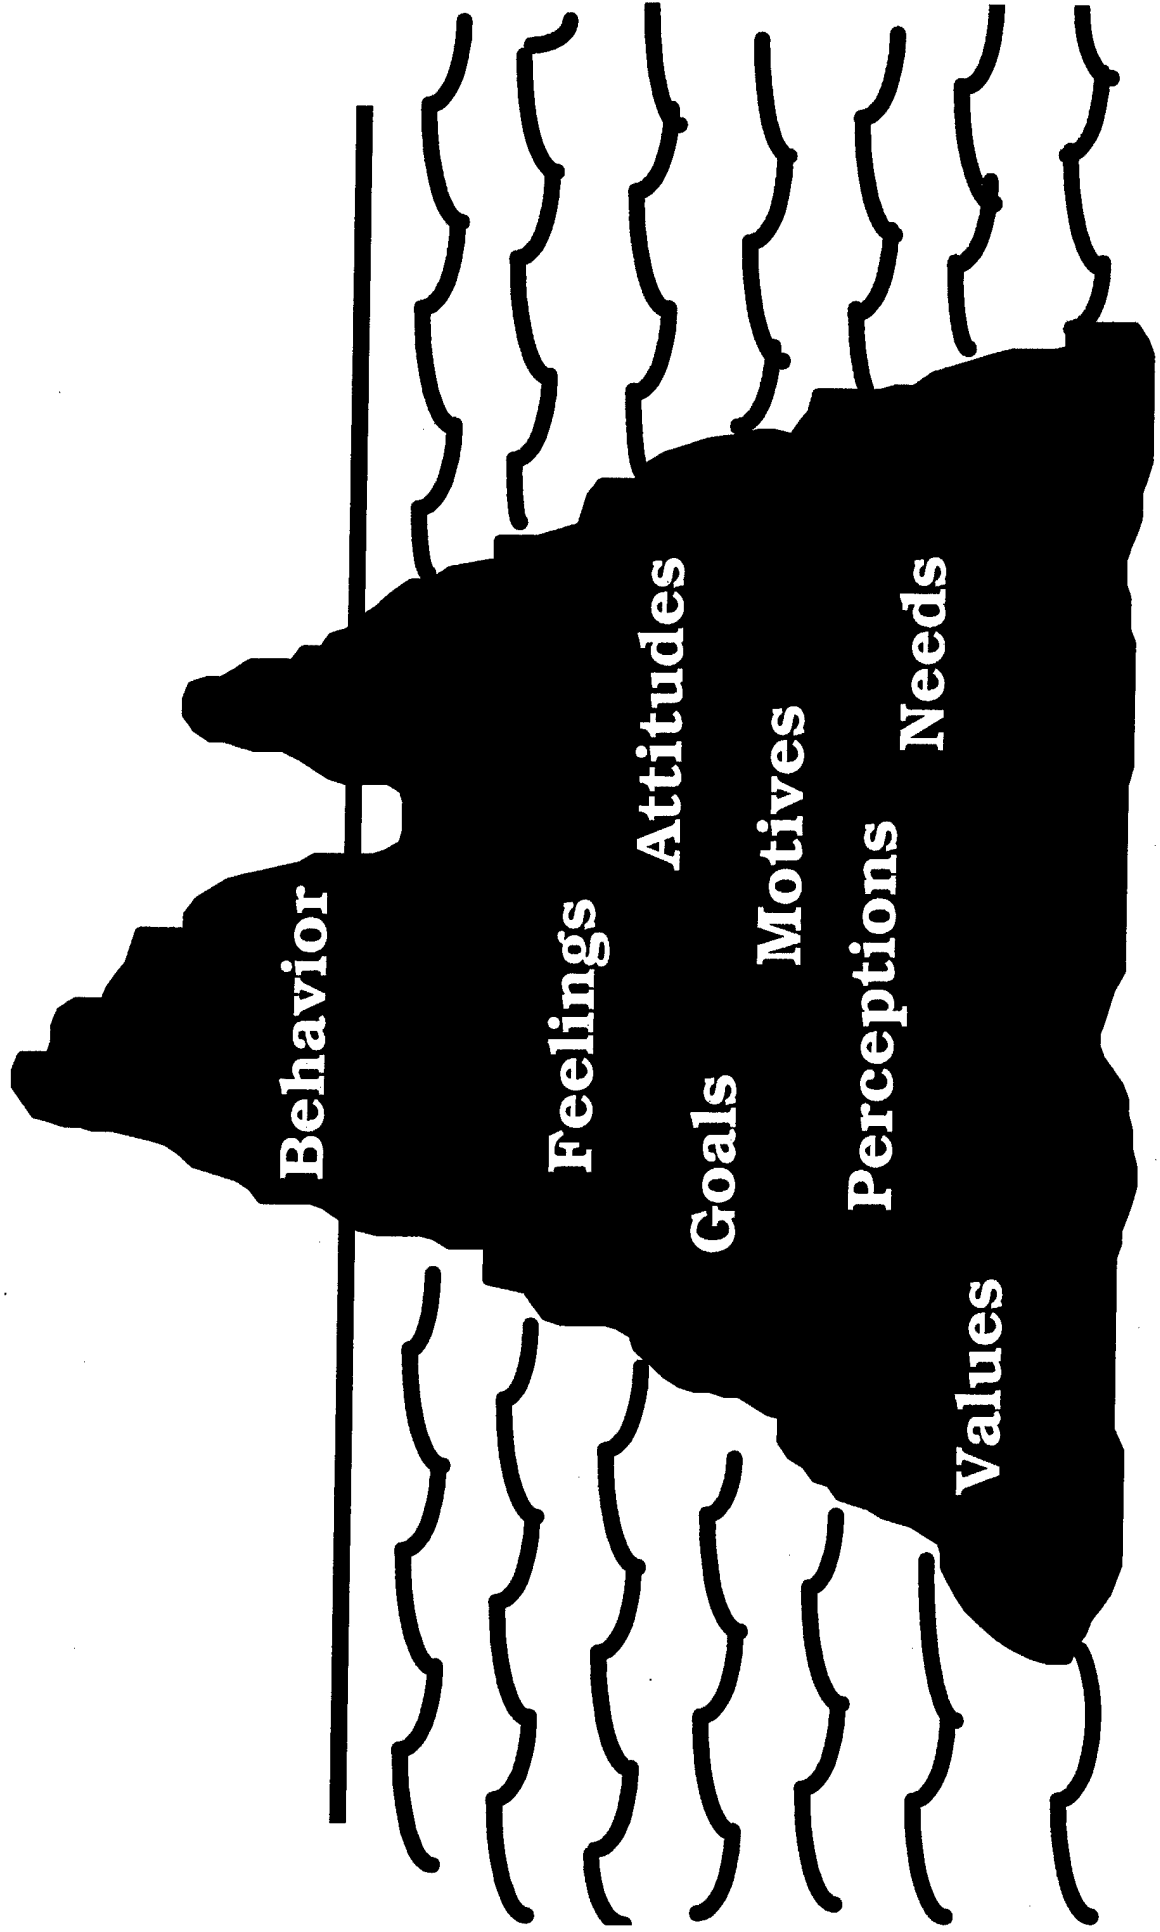 Behavior
Feelings
Attitudes
Goals
Motives
Perceptions
Needs
Values